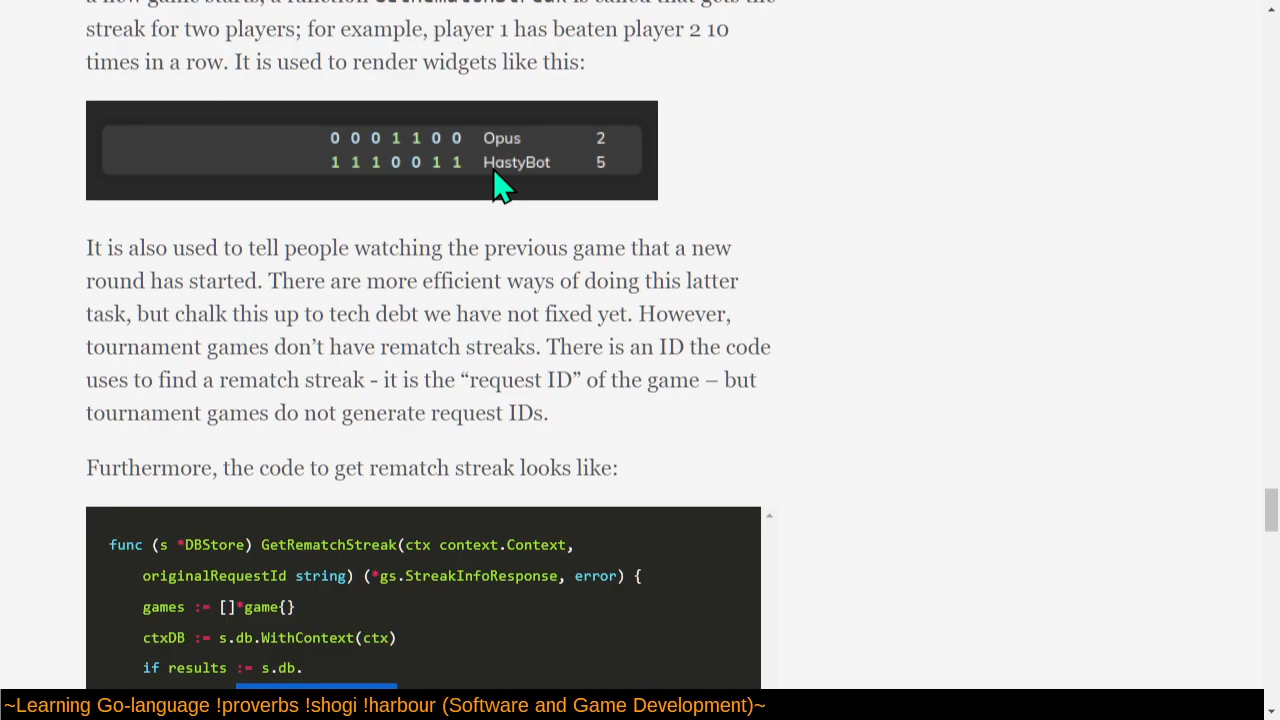 streak for two players; for example, player 1 has beaten player 2 10
times in a row. It is used to render widgets like this:
0 0 0 1 1 0 0 Opus 2
1 1 1 0 0 1 1 HastyBot 5
It is also used to tell people watching the previous game that a new
round has started. There are more efficient ways of doing this latter
task, but chalk this up to tech debt we have not fixed yet. However,
tournament games don’t have rematch streaks. There is an ID the code
uses to find a rematch streak - it is the “request ID” of the game – but
tournament games do not generate request IDs.
Furthermore, the code to get rematch streak looks like:
func (s *DBStore) GetRematchStreak(ctx context.Context,
originalRequestId string) (*gs.StreakInfoResponse, error) {
games := []*game{}
ctxDB := s.db.WithContext(ctx)
if results := s.db.
~Learning Go-language !proverbs !shogi !harbour (Software and Game Development)~